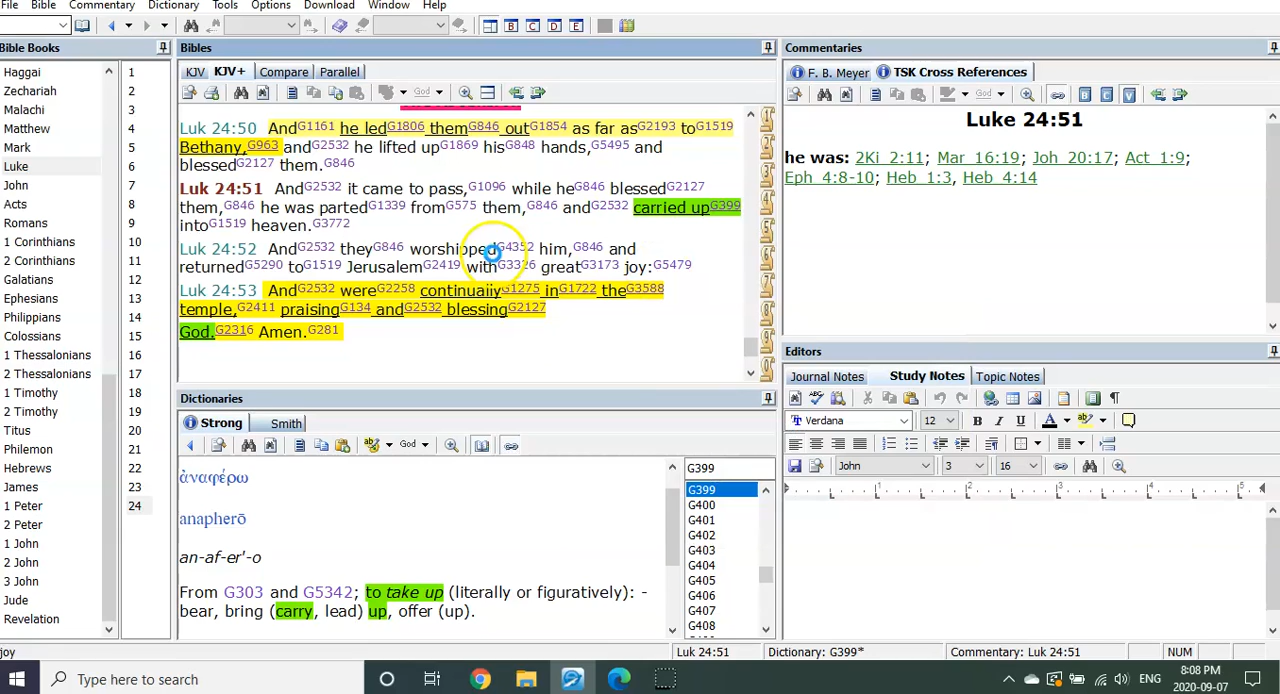 File Bible Commentary Dictionary Tools Options Download Window Help
Bible Books
Haggai
Zechariah
Malachi
Matthew
Mark
Luke
John
Acts
Romans
1 Corinthians
2 Corinthians
Galatians
Ephesians
Philippians
Colossians
1 Thessalonians
2 Thessalonians
1 Timothy
2 Timothy
Titus
Philemon
Hebrews
James
1 Peter
2 Peter
1 John
2 John
3 John
Jude
Revelation
1
2
3
4
5
6
7
8
9
10
11
12
13
14
15
16
17
18
19
20
21
22
23
24
Bibles
KJV KJV+ Compare Parallel
God
Luk 24:50 And G1161 he led G1806 them G846 out G1854 as far as G2193 to G1519
Bethany, G963 and G2532 he lifted up G1869 his G848 hands, G5495 and
blessed G2127 them. G846
Luk 24:51 And G2532 it came to pass, G1096 while he G846 blessed G2127
them, G846 he was parted G1339 from G575 them, G846 and G2532 carried up G399
into G1519 heaven. G3772
Luk 24:52 And G2532 they G846 worshipped G4352 him, G846 and
returned G5290 to G1519 Jerusalem G2419 with G3326 great G3173 joy: G5479
Luk 24:53 And G2532 were G2258 continually G1275 in G1722 the G3588
temple, G2411 praising G134 and G2532 blessing G2127
God. G2316 Amen. G281
Dictionaries
Strong Smith
God
ἀναφέρω
anapherō
an-af-er'-o
From G303 and G5342; to take up (literally or figuratively): -
bear, bring (carry, lead) up, offer (up).
G399
G399
G400
G401
G402
G403
G404
G405
G406
G407
G408
Commentaries
F. B. Meyer TSK Cross References
God
Luke 24:51
he was: 2Ki_2:11; Mar_16:19; Joh_20:17; Act_1:9;
Eph_4:8-10; Heb_1:3, Heb_4:14
Editors
Journal Notes Study Notes Topic Notes
Verdana 12 B I U A
John 3 16
1 2 3 4 5
joy Luk 24:51 Dictionary: G399* Commentary: Luk 24:51 NUM
Type here to search
ENG
8:08 PM
2020-09-07